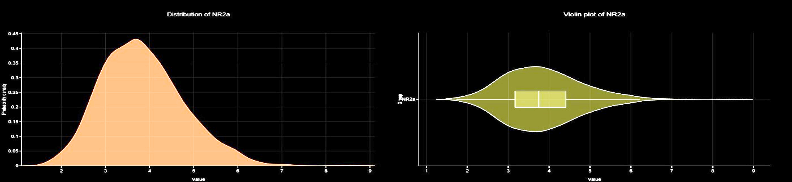 Distribution of NR2a
Violin plot of NR2a
0.45
0.4
0.35
0.3
0.25
0.2
0.15
0.1
0.05
0
2 3 4 5 6 7 8 9
Value
NR2a
1 2 3 4 5 6 7 8 9
Value